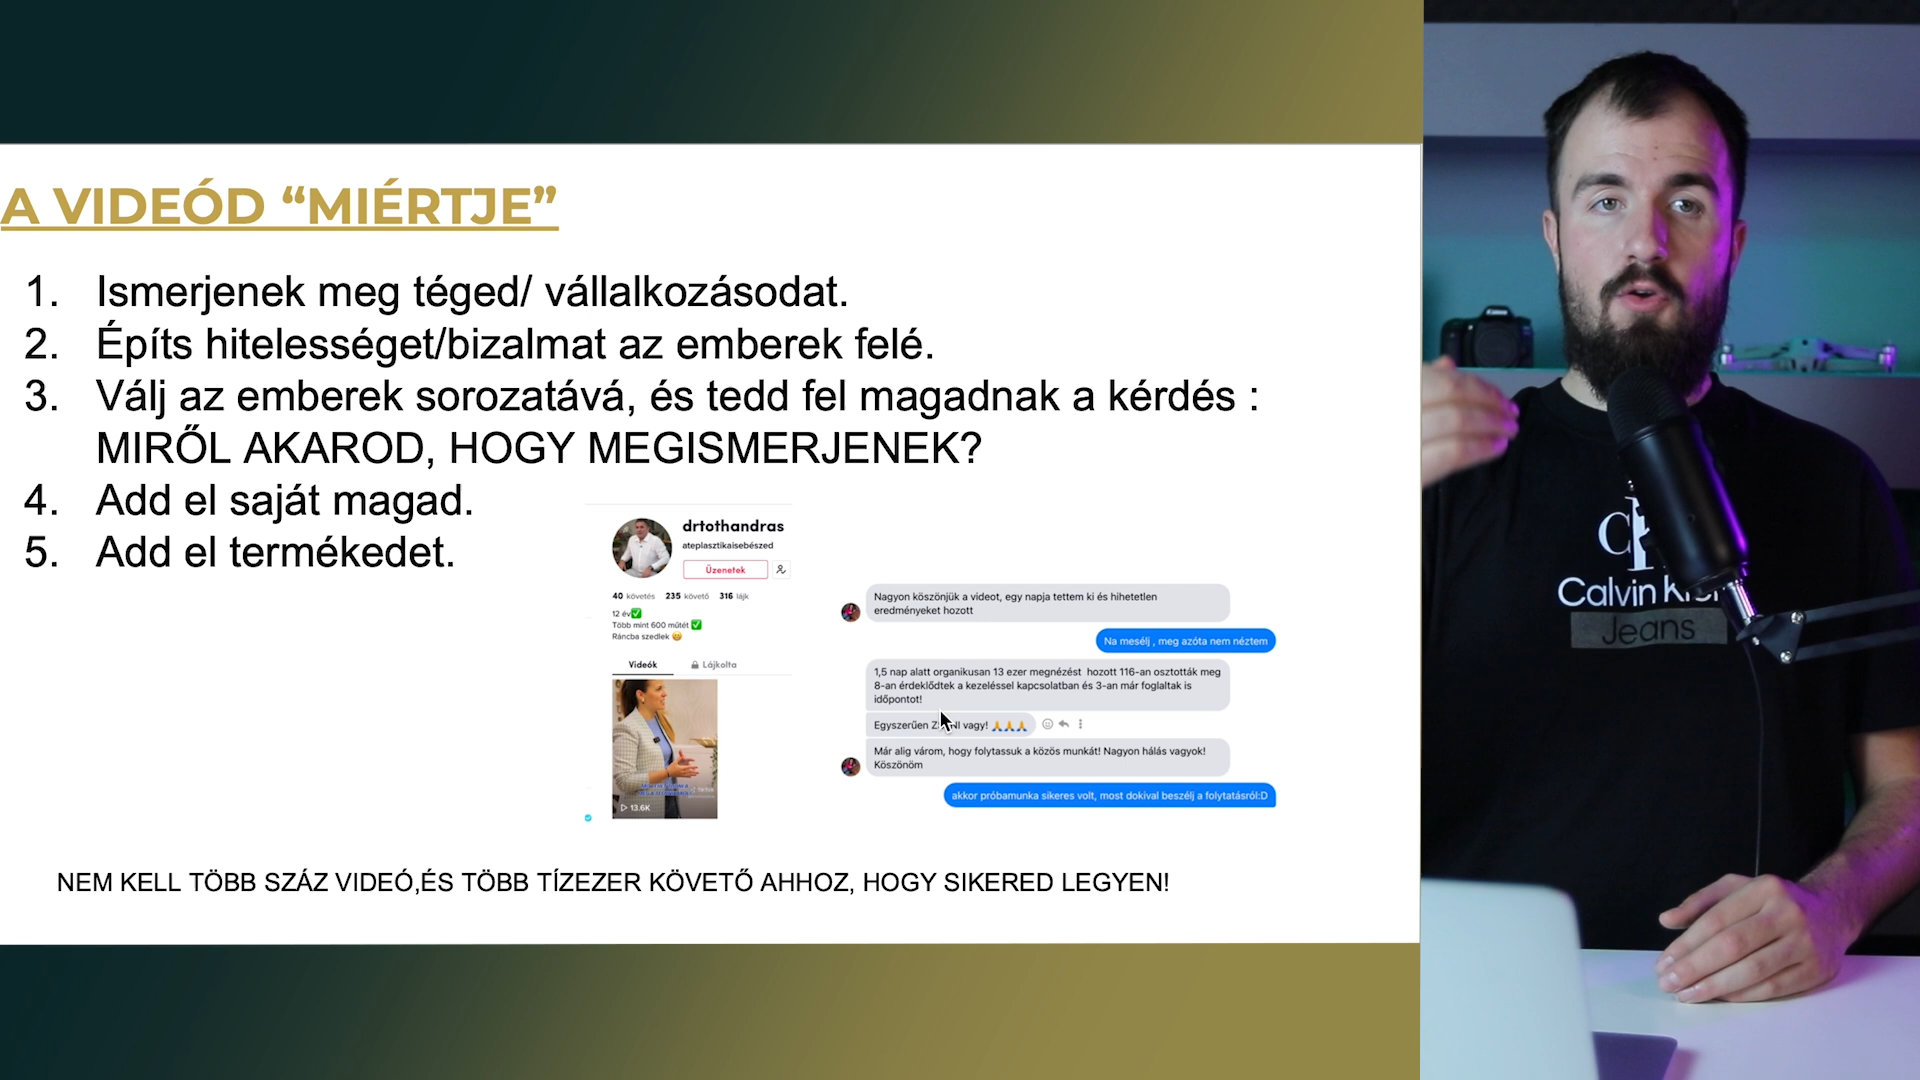 A VIDEÓD “MIÉRTJE”
1. Ismerjenek meg téged/ vállalkozásodat.
2. Építs hitelességet/bizalmat az emberek felé.
3. Válj az emberek sorozatává, és tedd fel magadnak a kérdés :
MIRŐL AKAROD, HOGY MEGISMERJENEK?
4. Add el saját magad.
5. Add el termékedet.
drtothandras
ateplasztikaisebészed
Üzenetek
40 követés 235 követő 316 lájk
12 év✅
Több mint 600 műtét ✅
Ráncba szedlek
Videók Lájkolta
13.6K
Nagyon köszönjük a videot, egy napja tettem ki és hihetetlen
eredményeket hozott
Na mesélj , meg azóta nem néztem
1,5 nap alatt organikusan 13 ezer megnézést hozott 116-an osztották meg
8-an érdeklődtek a kezeléssel kapcsolatban és 3-an már foglaltak is
időpontot!
Egyszerűen vagy! 🙏🙏🙏
Már alig várom, hogy folytassuk a közös munkát! Nagyon hálás vagyok!
Köszönöm
akkor próbamunka sikeres volt, most dokival beszélj a folytatásról:D
NEM KELL TÖBB SZÁZ VIDEÓ,ÉS TÖBB TÍZEZER KÖVETŐ AHHOZ, HOGY SIKERED LEGYEN!
Calvin
Jeans